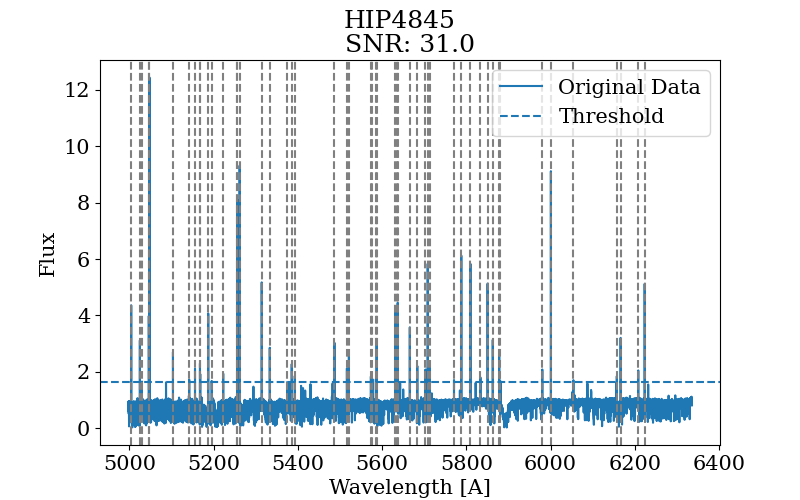 HIP4845
SNR: 31.0
Original Data
Threshold
12
10
8
6
4
2
0
Flux
5000 5200 5400 5600 5800 6000 6200 6400
Wavelength [A]